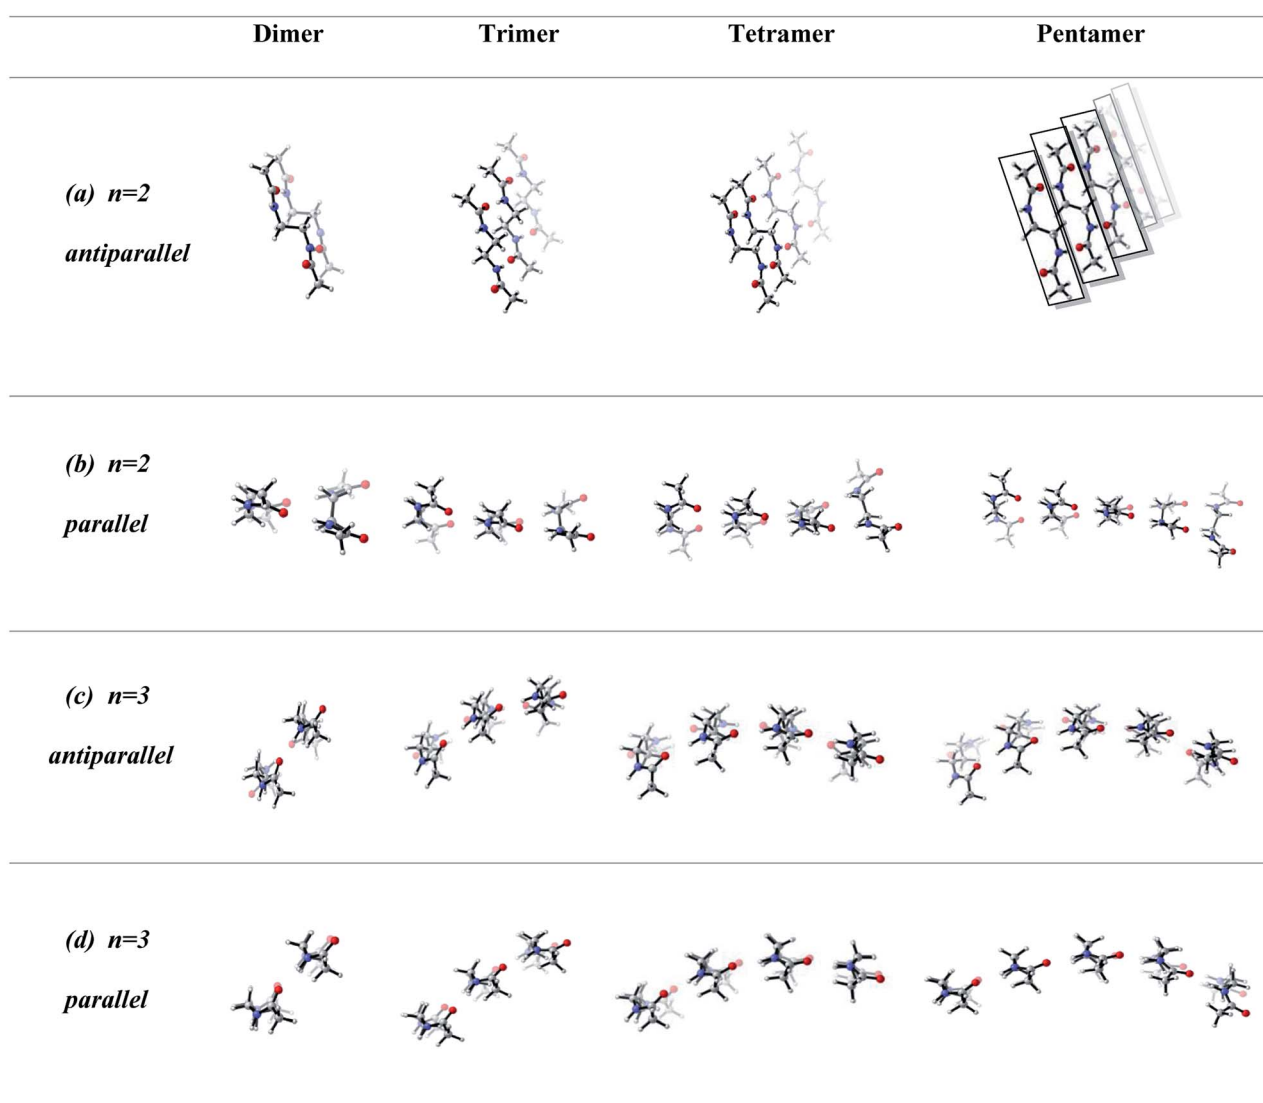 Dimer Trimer Tetramer Pentamer
(a) n=2
antiparallel
(b) n=2
parallel
(c) n=3
antiparallel
(d) n=3
parallel